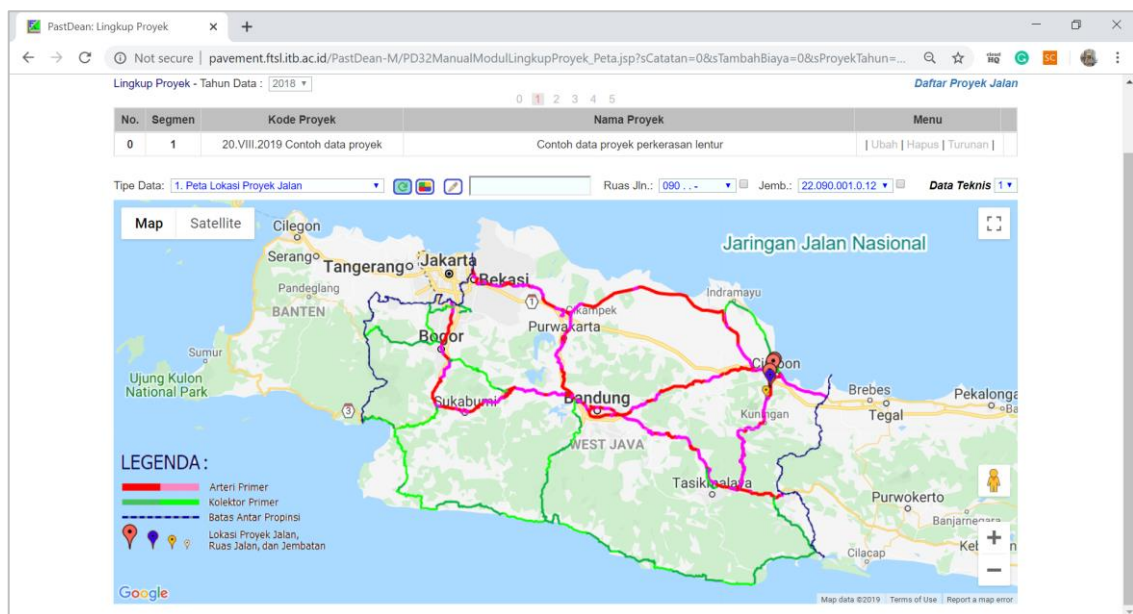 PastDean: Lingkup Proyek
Not secure | pavement.ftsl.itb.ac.id/PastDean-M/PD32ManualModulLingkupProyek_Peta.jsp?sCatatan=0&sTambahBiaya=0&sProyekTahun=...
Lingkup Proyek - Tahun Data : 2018
Daftar Proyek Jalan
0 1 2 3 4 5
No. Segmen Kode Proyek Nama Proyek Menu
0 1 20.VIII.2019 Contoh data proyek Contoh data proyek perkerasan lentur | Ubah | Hapus | Turunan |
Tipe Data: 1. Peta Lokasi Proyek Jalan Ruas Jln.: 090 . . - Jemb.: 22.090.001.0.12 Data Teknis 1
Map Satellite
Jaringan Jalan Nasional
Cilegon
Serang
Tangerang
Jakarta
Bekasi
Pandeglang
BANTEN
1
Cikampek
Indramayu
Purwakarta
Bogor
Sumur
Cirebon
Ujung Kulon
National Park
Brebes
Pekalonga
3
Sukabumi
Bandung
Kuningan
Tegal
WEST JAVA
LEGENDA :
Arteri Primer
Kolektor Primer
Batas Antar Propinsi
Lokasi Proyek Jalan,
Ruas Jalan, dan Jembatan
Tasikmalaya
Purwokerto
Banjarnegara
Cilacap
Google
Map data ©2019 Terms of Use Report a map error